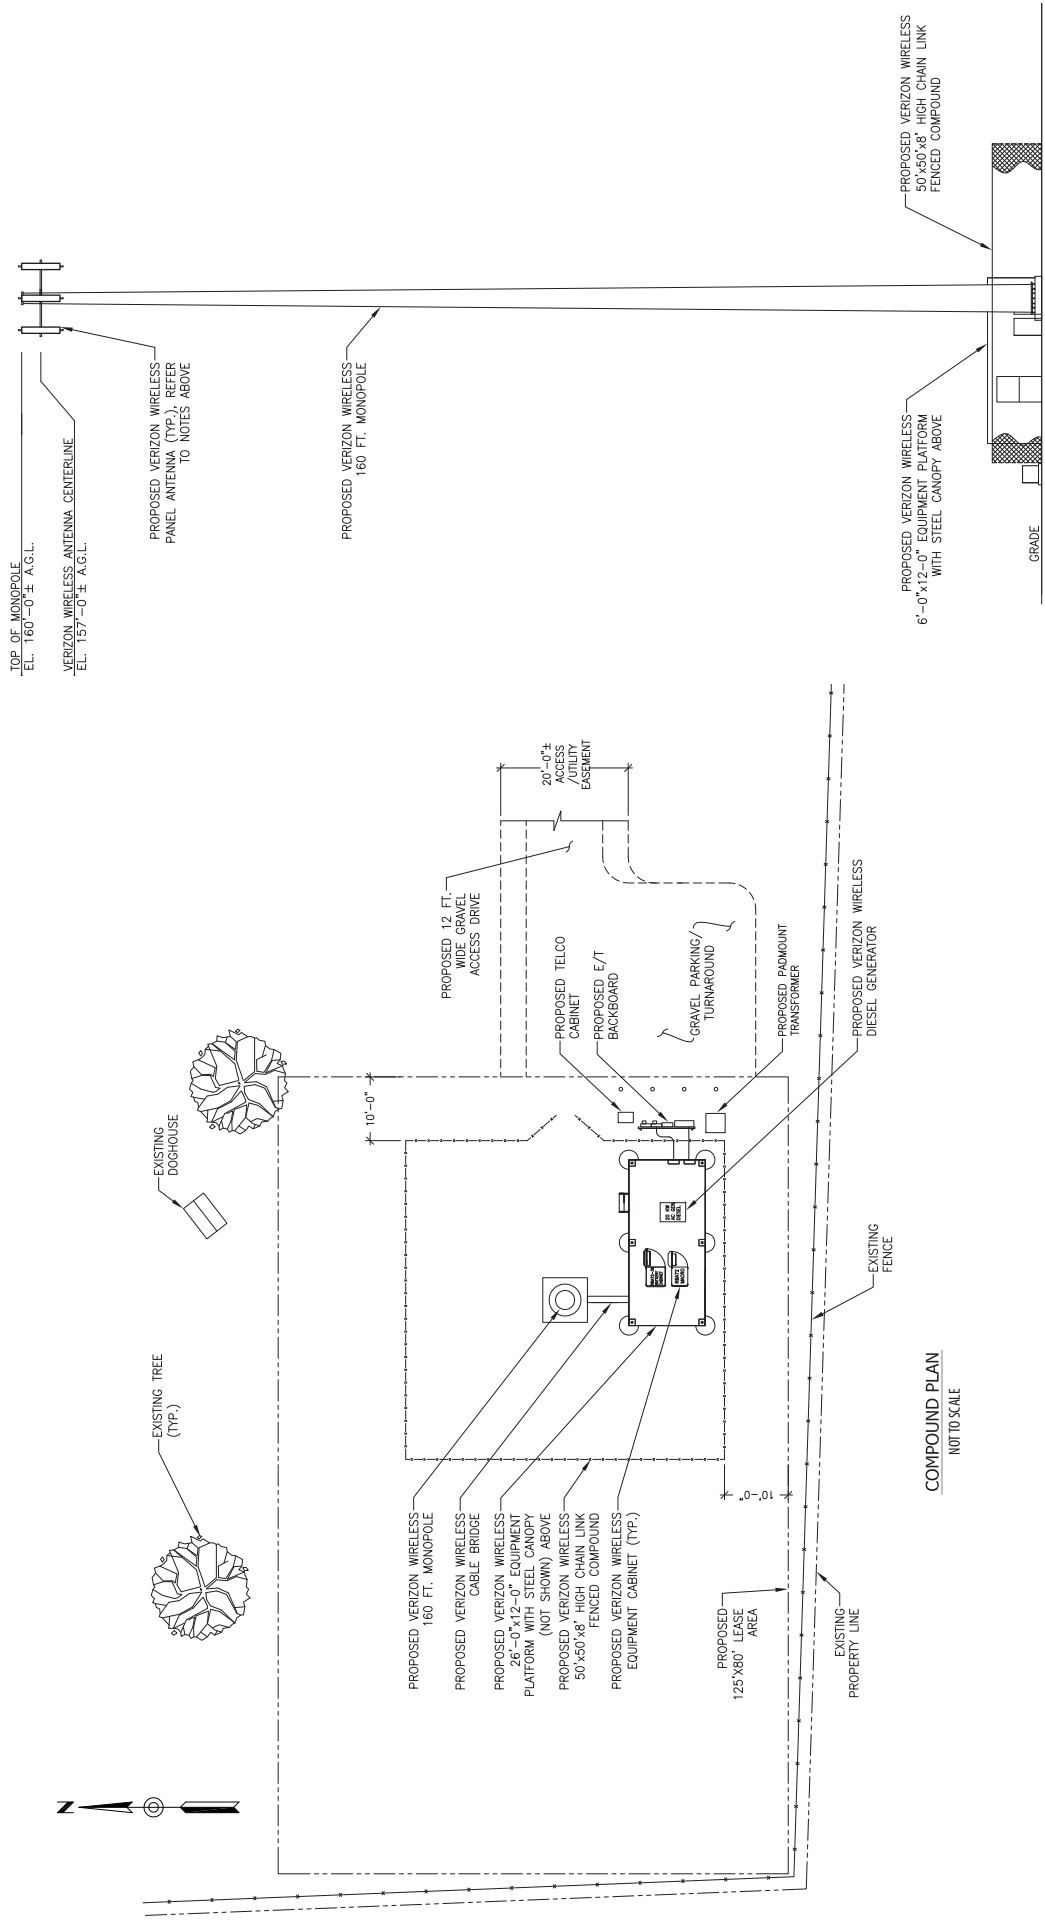 TOP OF MONOPOLE
EL. 160'-0"± A.G.L.
VERIZON WIRELESS ANTENNA CENTERLINE
EL. 157'-0"± A.G.L.
PROPOSED VERIZON WIRELESS
PANEL ANTENNA (TYP.), REFER
TO NOTES ABOVE
PROPOSED VERIZON WIRELESS
160 FT. MONOPOLE
PROPOSED VERIZON WIRELESS
50'x50'x8' HIGH CHAIN LINK
FENCED COMPOUND
PROPOSED VERIZON WIRELESS
6'-0"x12-0" EQUIPMENT PLATFORM
WITH STEEL CANOPY ABOVE
GRADE
N
EXISTING TREE
(TYP.)
EXISTING
DOGHOUSE
10'-0"
PROPOSED 12 FT.
WIDE GRAVEL
ACCESS DRIVE
20'-0"±
ACCESS
/UTILITY
EASEMENT
PROPOSED TELCO
CABINET
PROPOSED E/T
BACKBOARD
GRAVEL PARKING/
TURNAROUND
PROPOSED PADMOUNT
TRANSFORMER
PROPOSED VERIZON WIRELESS
DIESEL GENERATOR
20 KW
AC GEN
DIESEL
RBA72
MACRO
PROPOSED VERIZON WIRELESS
160 FT. MONOPOLE
PROPOSED VERIZON WIRELESS
CABLE BRIDGE
PROPOSED VERIZON WIRELESS
26'-0"x12-0" EQUIPMENT
PLATFORM WITH STEEL CANOPY
(NOT SHOWN) ABOVE
PROPOSED VERIZON WIRELESS
50'x50'x8' HIGH CHAIN LINK
FENCED COMPOUND
PROPOSED VERIZON WIRELESS
EQUIPMENT CABINET (TYP.)
10'-0"
PROPOSED
125'X80' LEASE
AREA
EXISTING
PROPERTY LINE
EXISTING
FENCE
COMPOUND PLAN
NOT TO SCALE